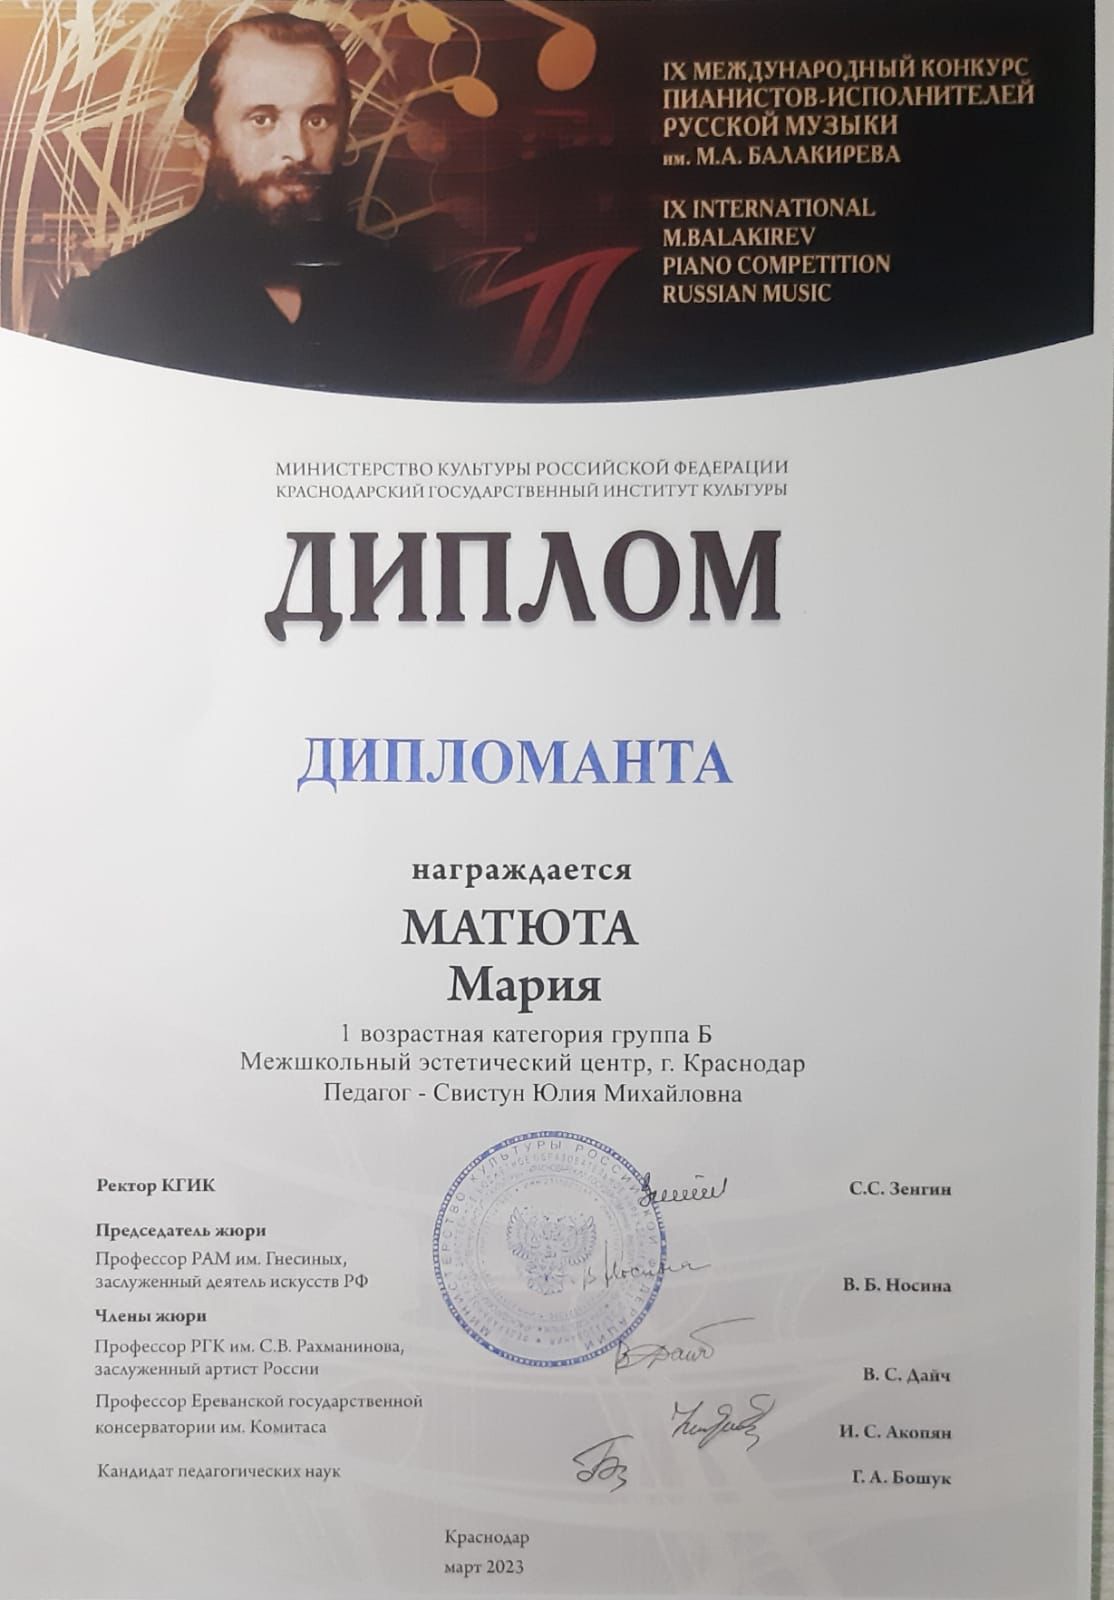 IX МЕЖДУНАРОДНЫЙ КОНКУРС
ПИАНИСТОВ-ИСПОЛНИТЕЛЕЙ
РУССКОЙ МУЗЫКИ
им. М.А. БАЛАКИРЕВА
IX INTERNATIONAL
M.BALAKIREV
PIANO COMPETITION
RUSSIAN MUSIC
МИНИСТЕРСТВО КУЛЬТУРЫ РОССИЙСКОЙ ФЕДЕРАЦИИ
КРАСНОДАРСКИЙ ГОСУДАРСТВЕННЫЙ ИНСТИТУТ КУЛЬТУРЫ
ДИПЛОМ
ДИПЛОМАНТА
награждается
МАТЮТА
Мария
1 возрастная категория группа Б
Межшкольный эстетический центр, г. Краснодар
Педагог - Свистун Юлия Михайловна
МИНИСТЕРСТВО КУЛЬТУРЫ РОССИЙСКОЙ ФЕДЕРАЦИИ
Ректор КГИК
С.С. Зенгин
Председатель жюри
Профессор РАМ им. Гнесиных,
заслуженный деятель искусств РФ
В. Б. Носина
Члены жюри
Профессор РГК им. С.В. Рахманинова,
заслуженный артист России
В. С. Дайч
Профессор Ереванской государственной
консерватории им. Комитаса
И. С. Акопян
Кандидат педагогических наук
Г. А. Бошук
Краснодар
март 2023